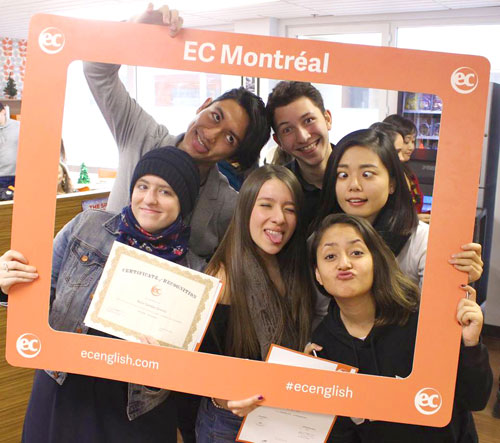 ec
EC Montréal
ec
CERTIFICATE of
RECOGNITION
ec
ecenglish.com
#ecenglish
ec